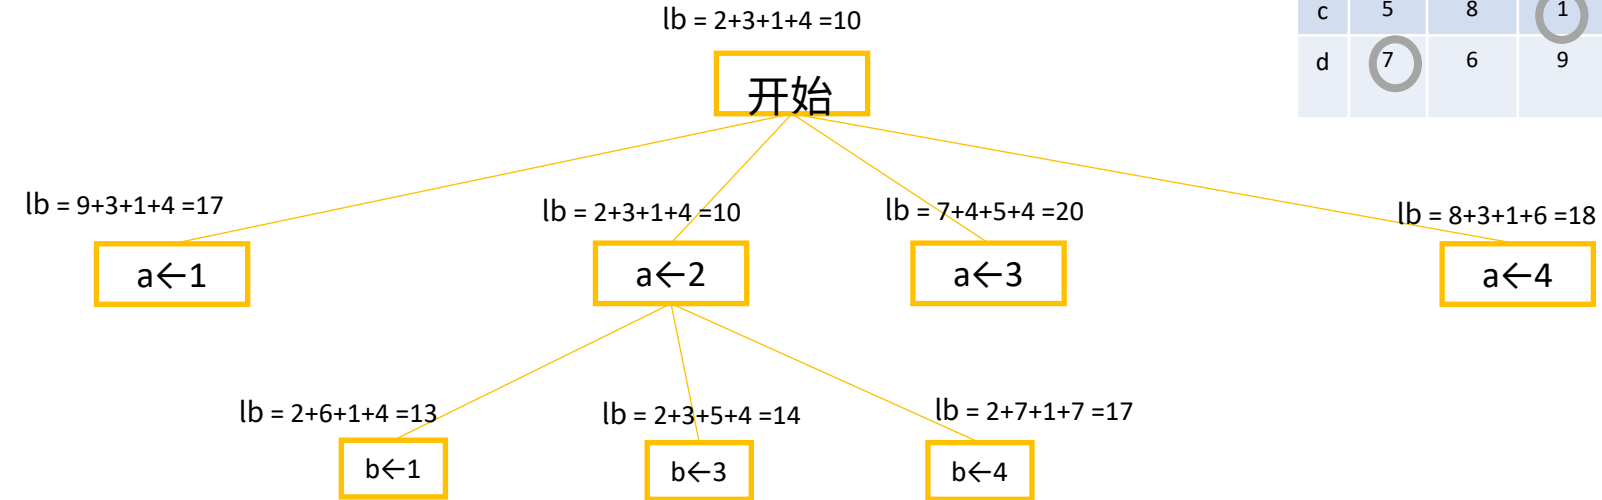 lb = 2+3+1+4 =10
c 5 8 1
d 7 6 9
开始
lb = 9+3+1+4 =17
lb = 2+3+1+4 =10
lb = 7+4+5+4 =20
lb = 8+3+1+6 =18
a←1
a←2
a←3
a←4
lb = 2+6+1+4 =13
lb = 2+3+5+4 =14
lb = 2+7+1+7 =17
b←1
b←3
b←4